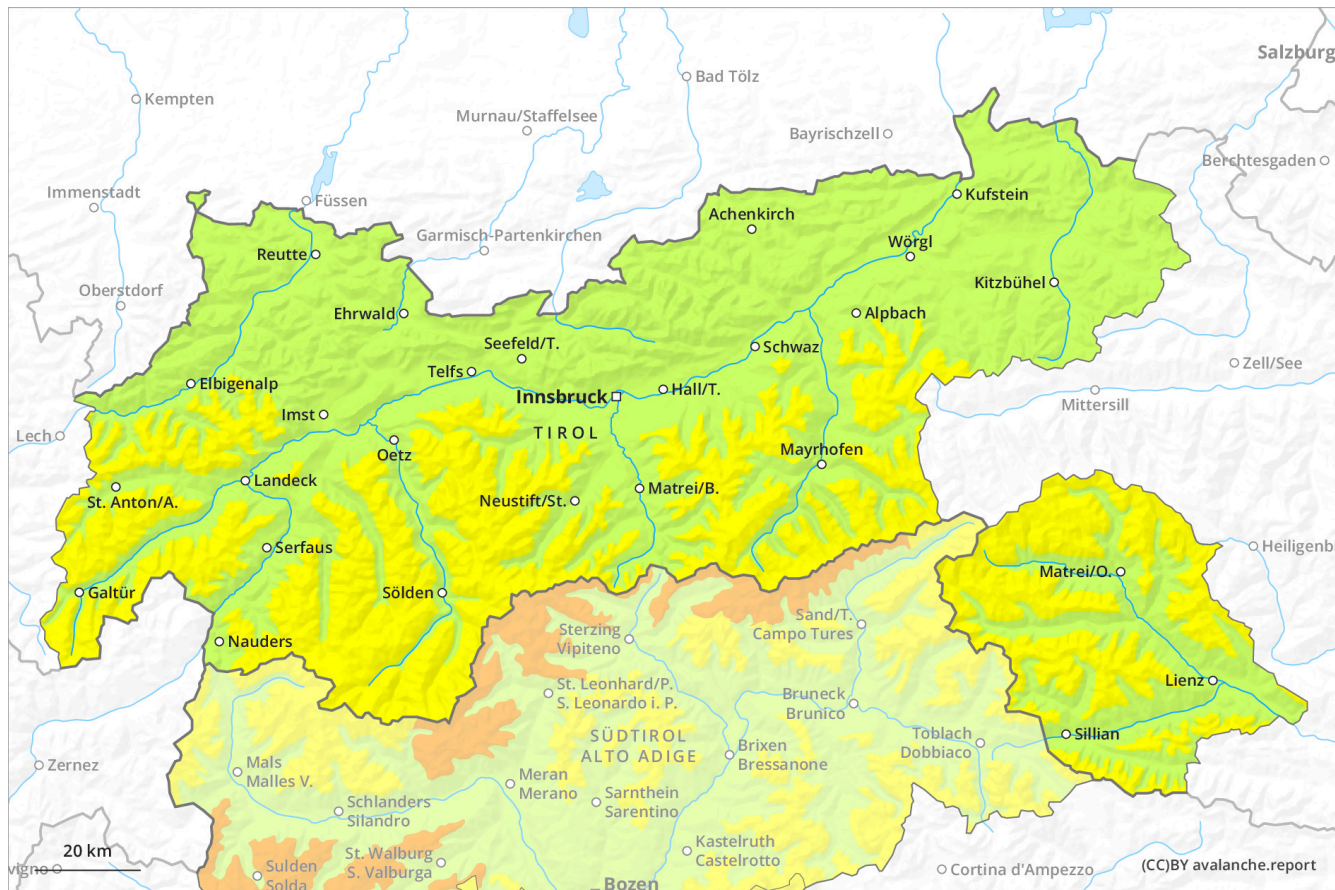 Salzburg
Bad Tölz
Kempten
Murnau/Staffelsee
Bayrischzell
Berchtesgaden
Immenstadt
Füssen
Kufstein
Achenkirch
Garmisch-Partenkirchen
Wörgl
Reutte
Kitzbühel
Oberstdorf
Ehrwald
Alpbach
Seefeld/T.
Schwaz
Zell/See
Telfs
Elbigenalp
Hall/T.
Innsbruck
Mittersill
Imst
TIROL
Lech
Oetz
Mayrhofen
Landeck
Matrei/B.
St. Anton/A.
Neustift/St.
Serfaus
Heiligenb
Matrei/O.
Galtür
Sölden
Sand/T.
Campo Tures
Sterzing
Vipiteno
Nauders
Lienz
St. Leonhard/P.
S. Leonardo i. P.
Bruneck
Brunico
SÜDTIROL
ALTO ADIGE
Toblach
Dobbiaco
Sillian
Brixen
Bressanone
Zernez
Mals
Malles V.
Meran
Merano
Schlanders
Silandro
Sarnthein
Sarentino
Kastelruth
Castelrotto
20 km
St. Walburg
S. Valburga
(CC)BY avalanche.report
vigno
Sulden
Solda
Cortina d'Ampezzo
Bozen